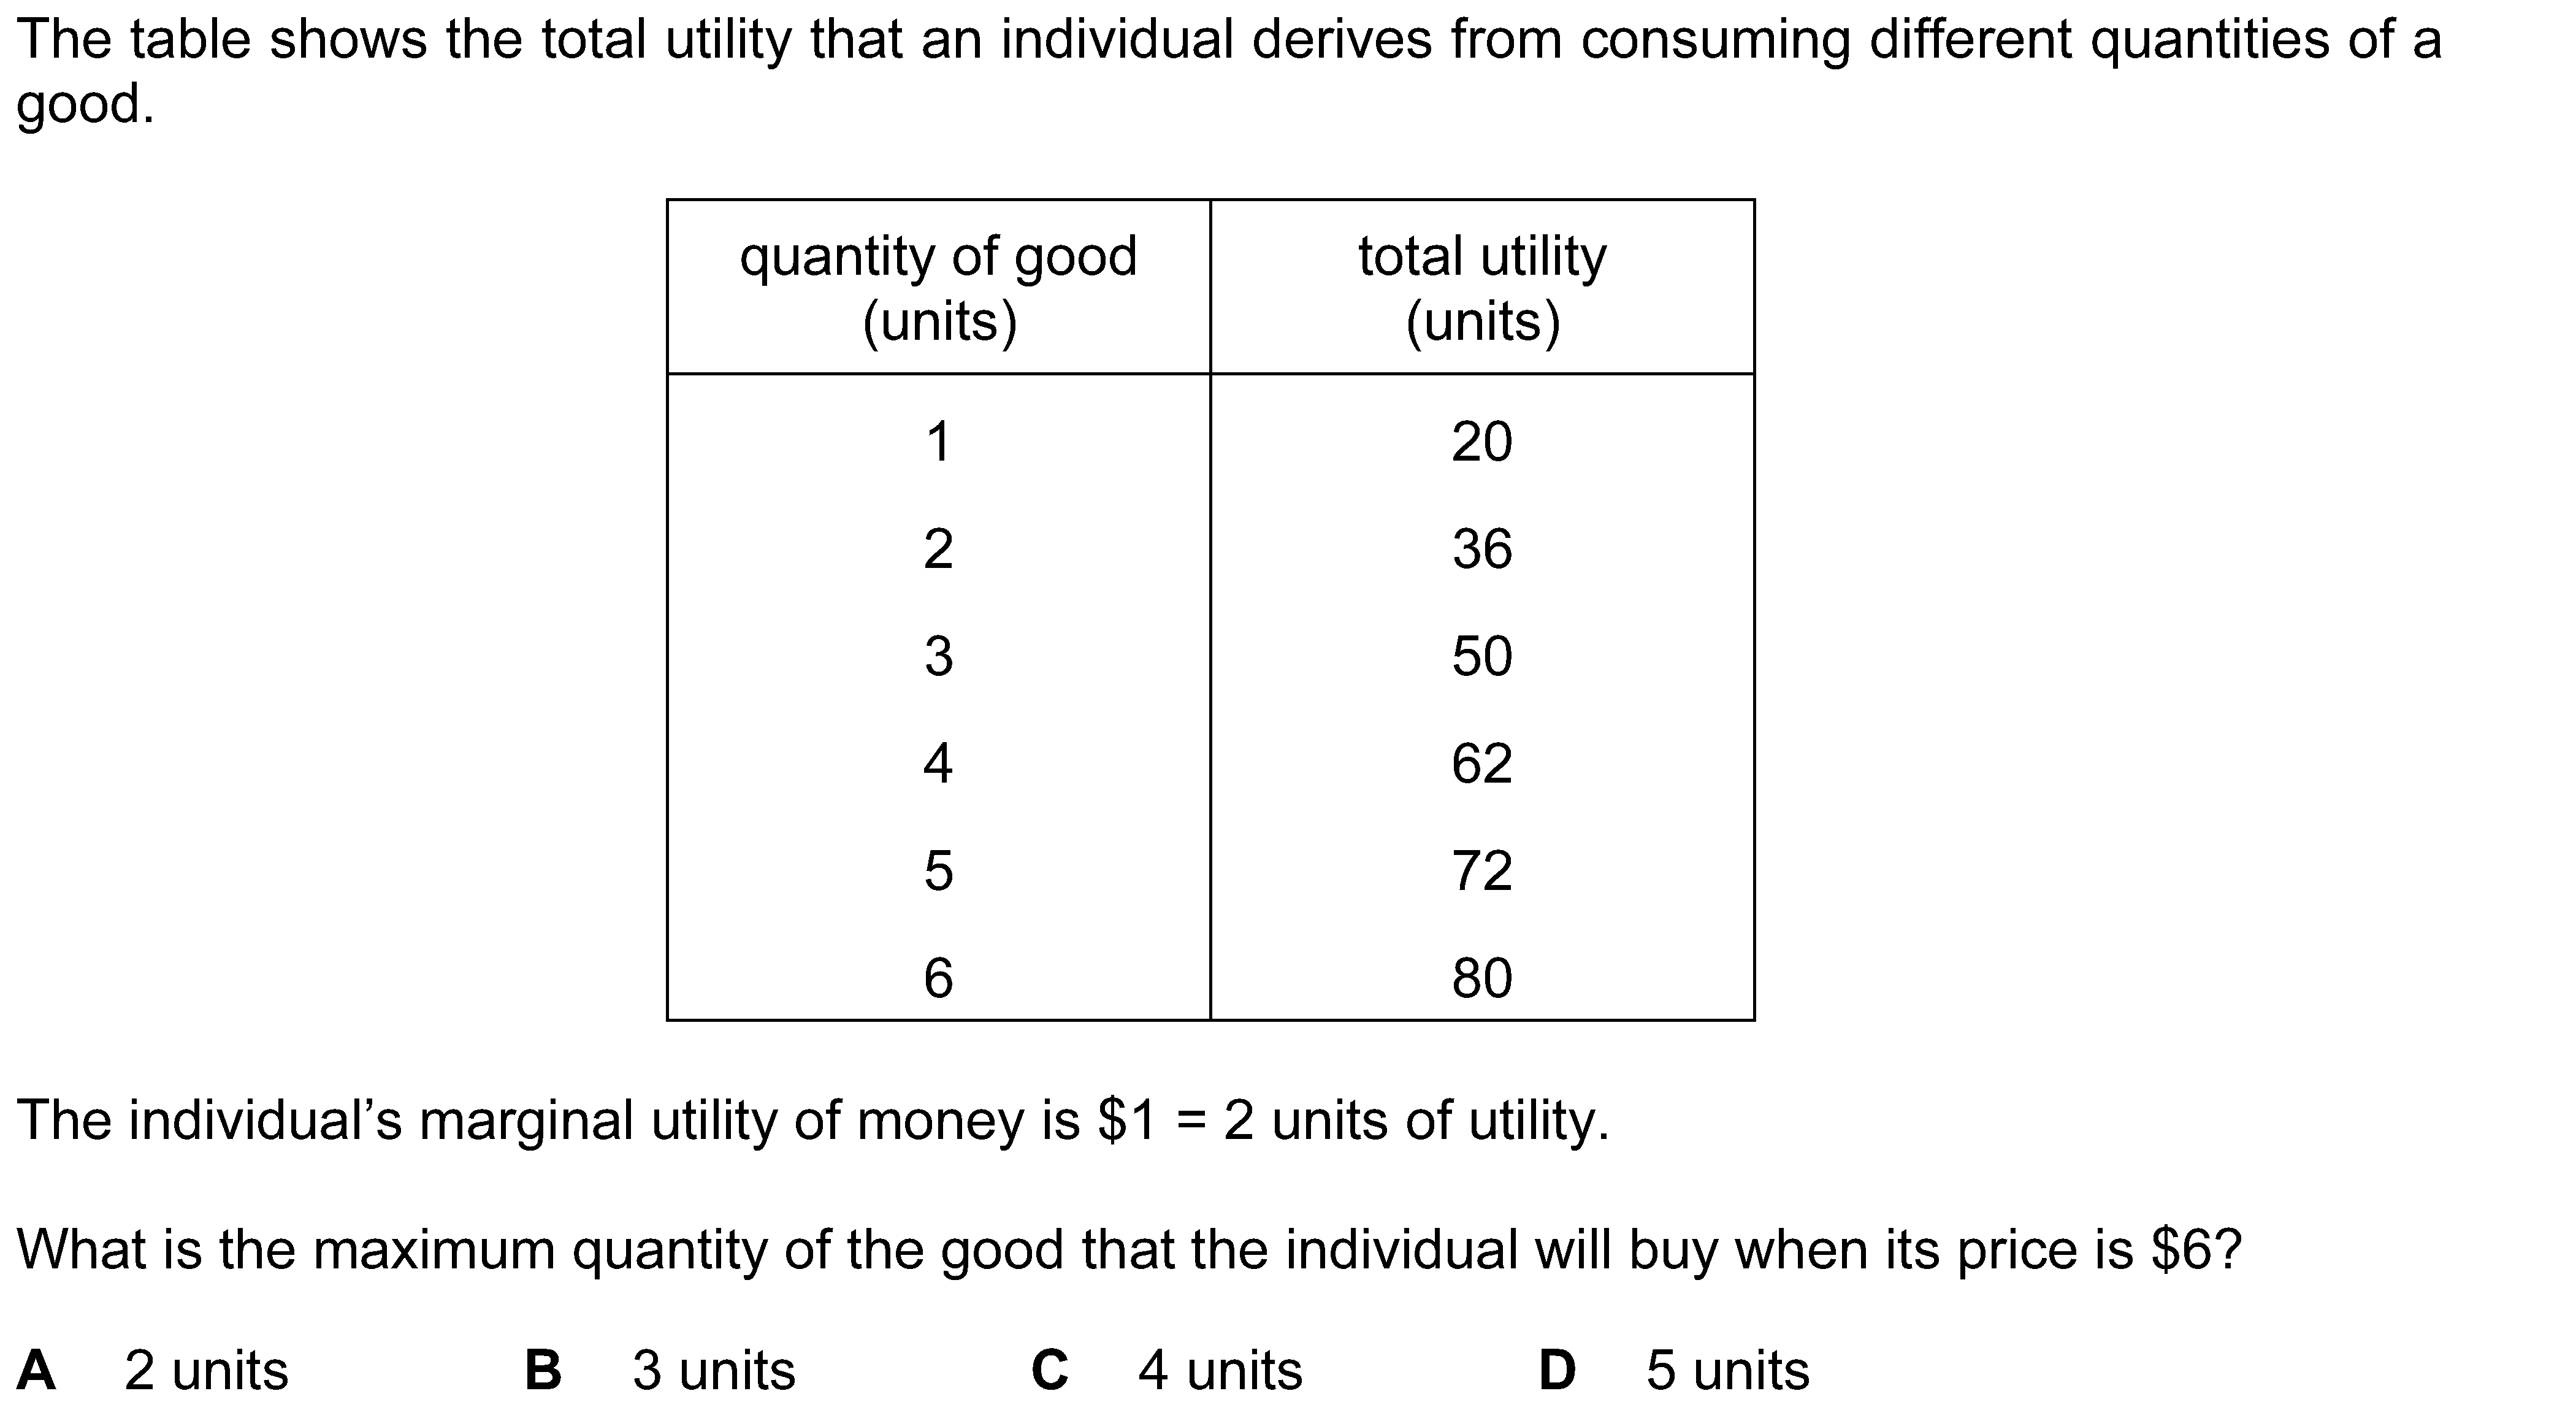 The table shows the total utility that an individual derives from consuming different quantities of a
good.
quantity of good (units) total utility (units)
1 20
2 36
3 50
4 62
5 72
6 80
The individual’s marginal utility of money is $1 = 2 units of utility.
What is the maximum quantity of the good that the individual will buy when its price is $6?
A 2 units B 3 units C 4 units D 5 units